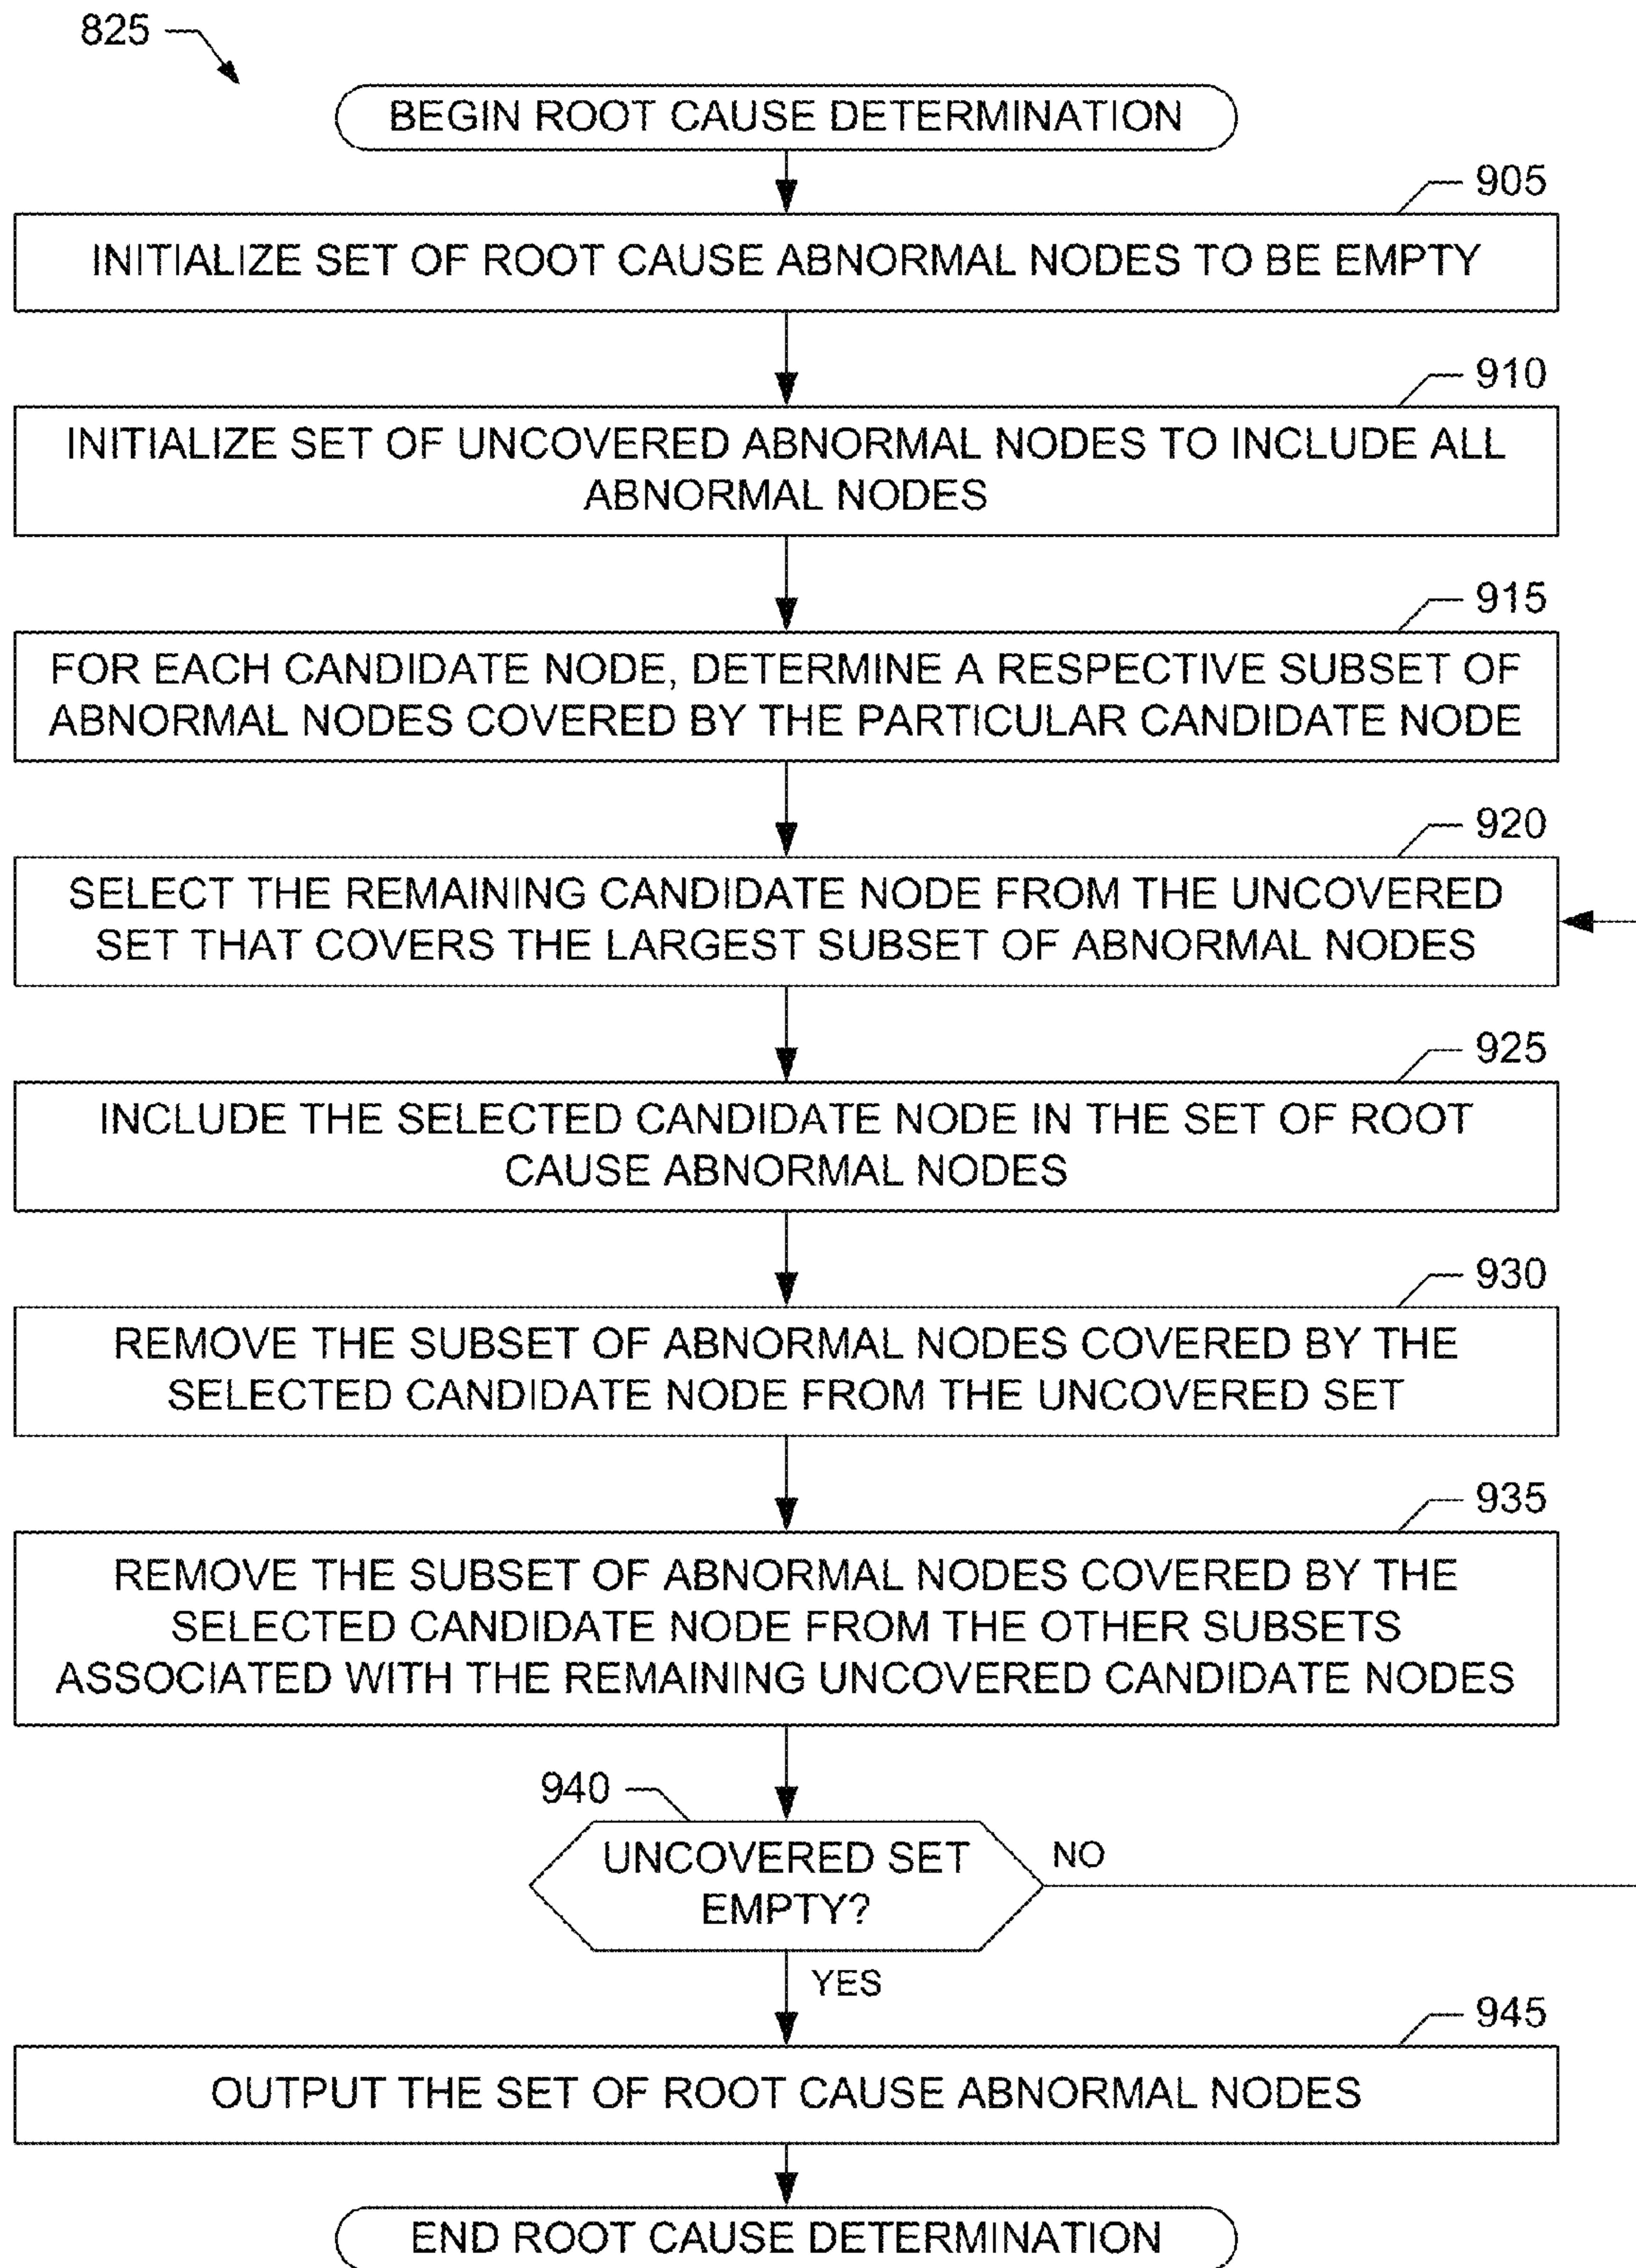 825
BEGIN ROOT CAUSE DETERMINATION
905
INITIALIZE SET OF ROOT CAUSE ABNORMAL NODES TO BE EMPTY
910
INITIALIZE SET OF UNCOVERED ABNORMAL NODES TO INCLUDE ALL
ABNORMAL NODES
915
FOR EACH CANDIDATE NODE, DETERMINE A RESPECTIVE SUBSET OF
ABNORMAL NODES COVERED BY THE PARTICULAR CANDIDATE NODE
920
SELECT THE REMAINING CANDIDATE NODE FROM THE UNCOVERED
SET THAT COVERS THE LARGEST SUBSET OF ABNORMAL NODES
925
INCLUDE THE SELECTED CANDIDATE NODE IN THE SET OF ROOT
CAUSE ABNORMAL NODES
930
REMOVE THE SUBSET OF ABNORMAL NODES COVERED BY THE
SELECTED CANDIDATE NODE FROM THE UNCOVERED SET
935
REMOVE THE SUBSET OF ABNORMAL NODES COVERED BY THE
SELECTED CANDIDATE NODE FROM THE OTHER SUBSETS
ASSOCIATED WITH THE REMAINING UNCOVERED CANDIDATE NODES
940
UNCOVERED SET
EMPTY?
NO
YES
945
OUTPUT THE SET OF ROOT CAUSE ABNORMAL NODES
END ROOT CAUSE DETERMINATION